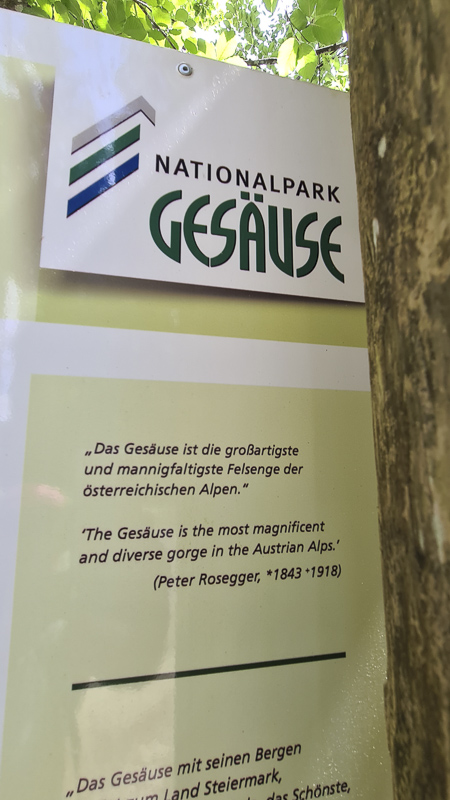 NATIONALPARK
GESÄUSE
„Das Gesäuse ist die großartigste
und mannigfaltigste Felsenge der
österreichischen Alpen.“
‘The Gesäuse is the most magnificent
and diverse gorge in the Austrian Alps.’
(Peter Rosegger, *1843 +1918)
„Das Gesäuse mit seinen Bergen
zum Land Steiermark,
das Schönste,